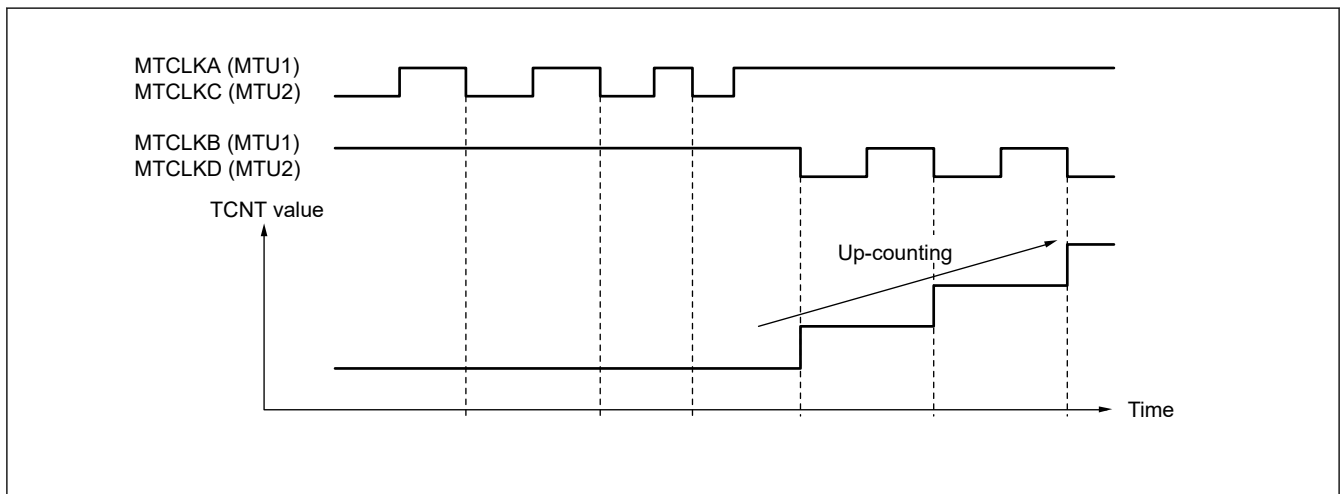 MTCLKA (MTU1)
MTCLKC (MTU2)
MTCLKB (MTU1)
MTCLKD (MTU2)
TCNT value
Up-counting
Time